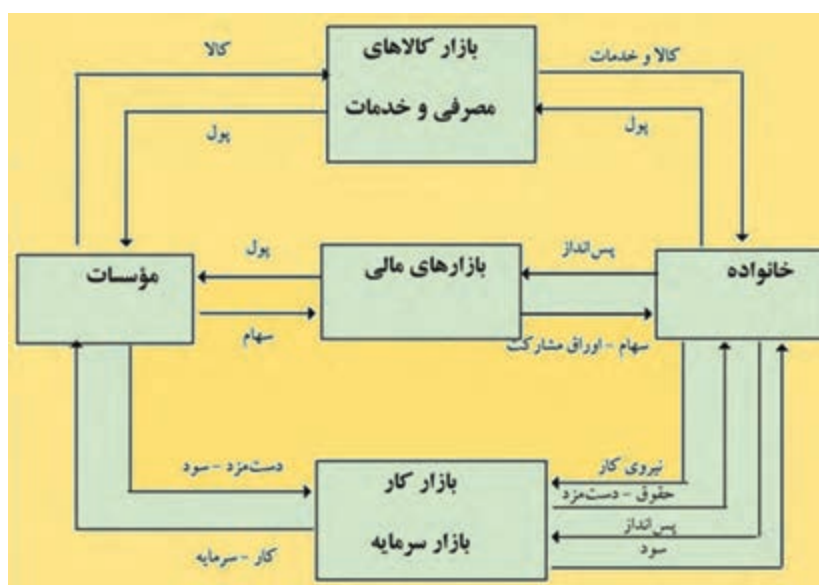 بازار کالاهای
مصرفی و خدمات
کالا و خدمات
پول
کالا
پول
خانواده
پس‌انداز
بازارهای مالی
پول
مؤسسات
سهام - اوراق مشارکت
سهام
نیروی کار
حقوق - دست‌مزد
پس‌انداز
سود
بازار کار
بازار سرمایه
دست‌مزد - سود
کار - سرمایه